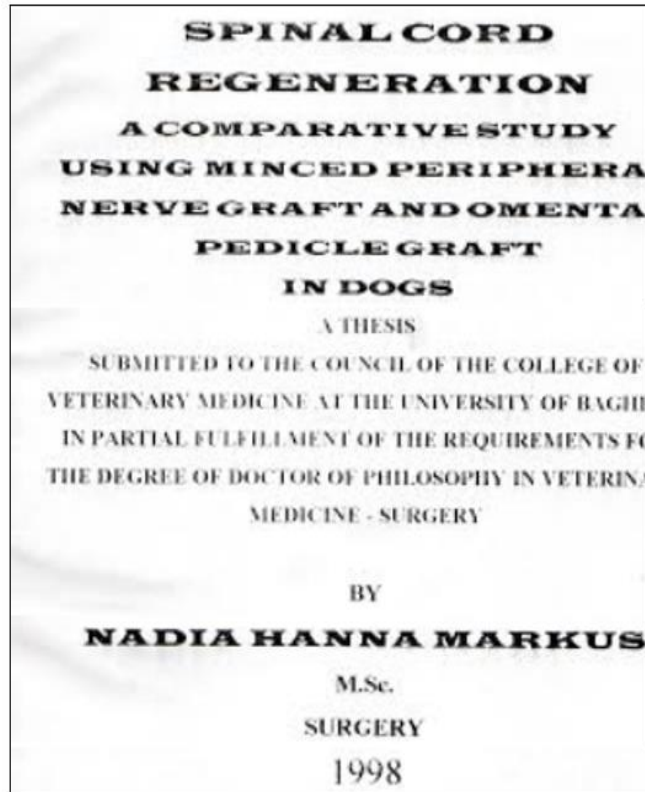 SPINAL CORD
REGENERATION
A COMPARATIVE STUDY
USING MINCED PERIPHERA
NERVE GRAFT AND OMENTA
PEDICLE GRAFT
IN DOGS
A THESIS
SUBMITTED TO THE COUNCIL OF THE COLLEGE OF
VETERINARY MEDICINE AT THE UNIVERSITY OF BAGH
IN PARTIAL FULFILLMENT OF THE REQUIREMENTS FO
THE DEGREE OF DOCTOR OF PHILOSOPHY IN VETERINA
MEDICINE - SURGERY
BY
NADIA HANNA MARKUS
M.Sc.
SURGERY
1998